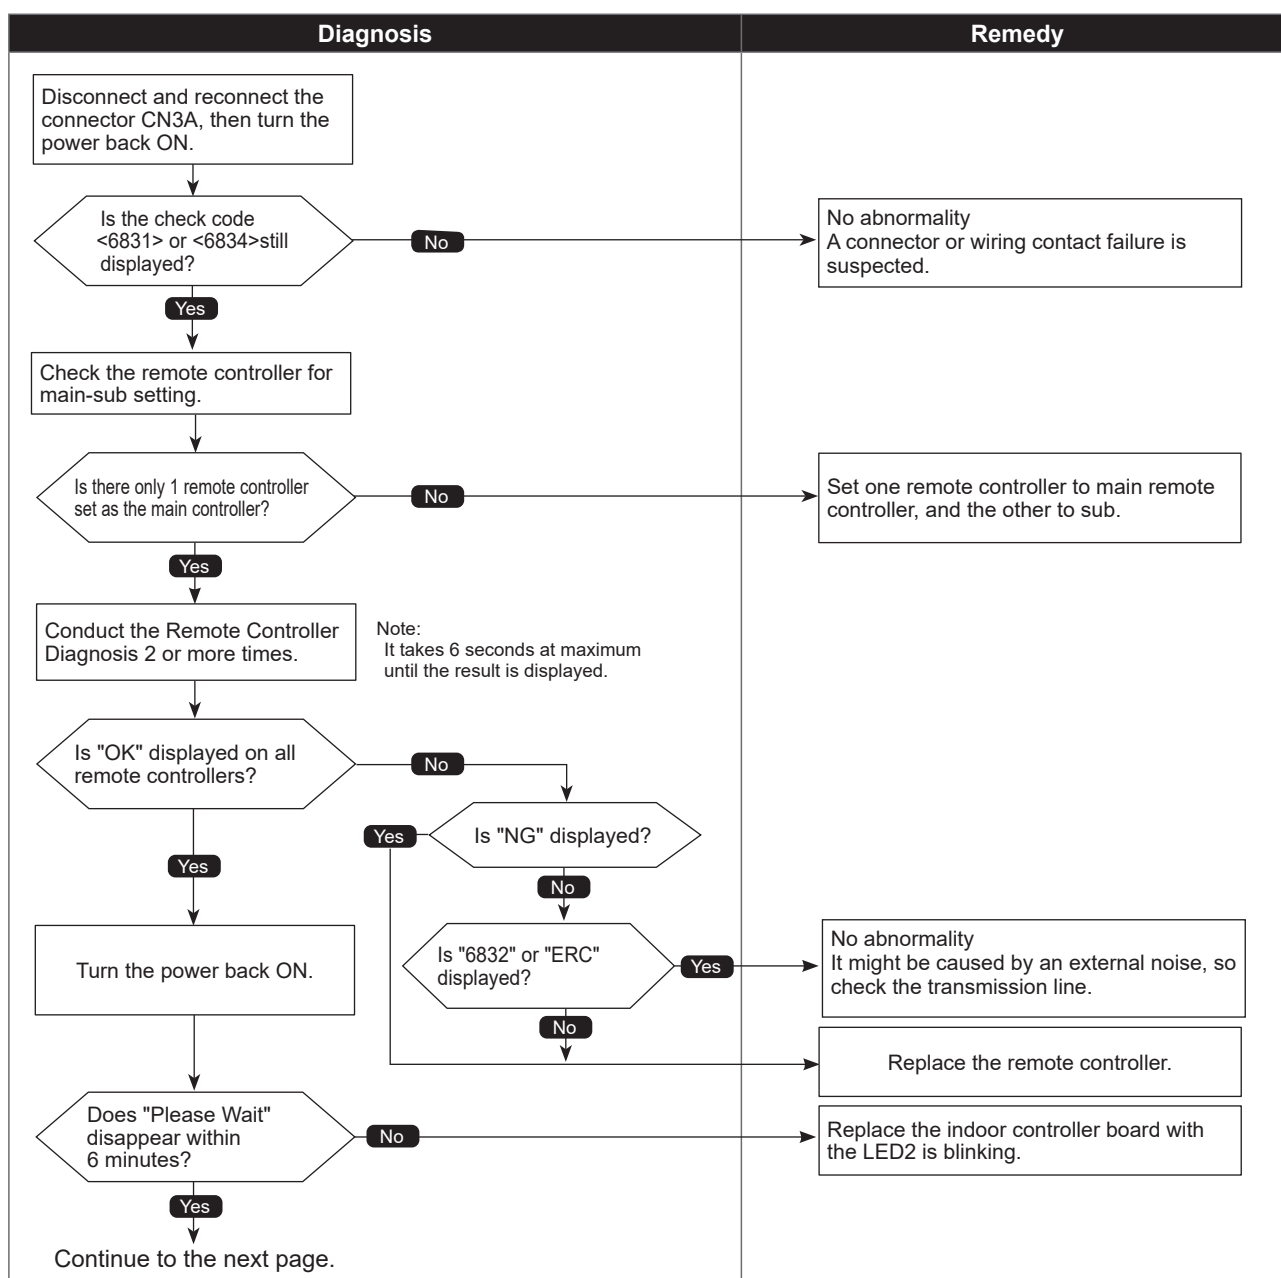 Diagnosis
Remedy
Disconnect and reconnect the
connector CN3A, then turn the
power back ON.
Is the check code
<6831> or <6834>still
displayed?
No
No abnormality
A connector or wiring contact failure is
suspected.
Yes
Check the remote controller for
main-sub setting.
Is there only 1 remote controller
set as the main controller?
No
Set one remote controller to main remote
controller, and the other to sub.
Yes
Conduct the Remote Controller
Diagnosis 2 or more times.
Note:
It takes 6 seconds at maximum
until the result is displayed.
Is "OK" displayed on all
remote controllers?
No
Is "NG" displayed?
Yes
Yes
No
Is "6832" or "ERC"
displayed?
Yes
No abnormality
It might be caused by an external noise, so
check the transmission line.
Turn the power back ON.
No
Replace the remote controller.
Does "Please Wait"
disappear within
6 minutes?
No
Replace the indoor controller board with
the LED2 is blinking.
Yes
Continue to the next page.